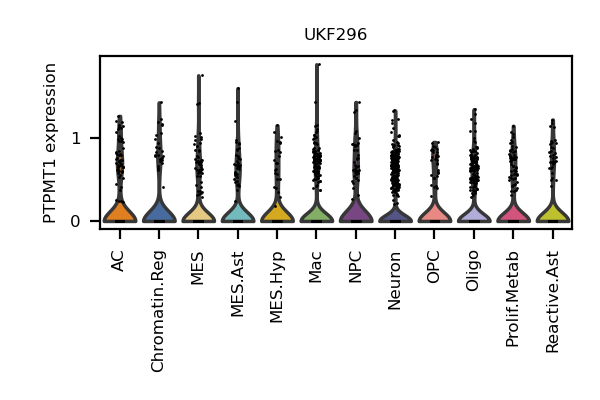 UKF296
PTPMT1 expression
1
0
AC
Chromatin.Reg
MES
MES.Ast
MES.Hyp
Mac
NPC
Neuron
OPC
Oligo
Prolif.Metab
Reactive.Ast